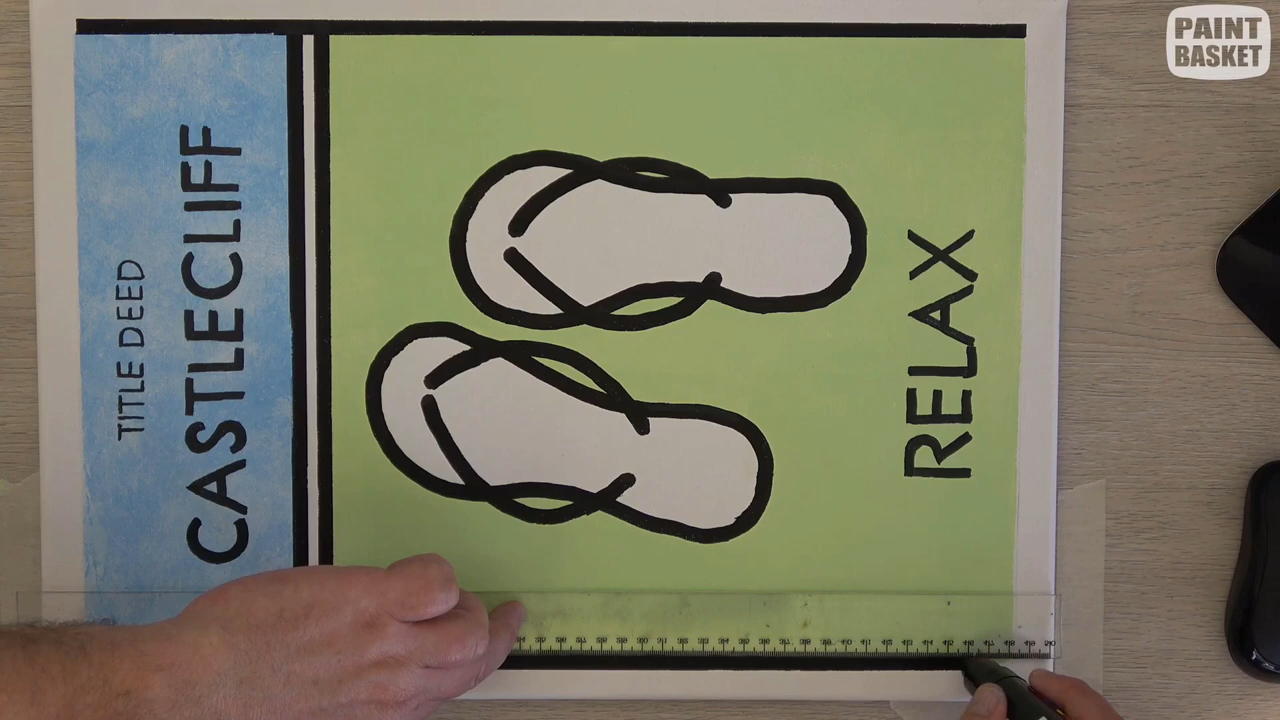 PAINT
BASKET
TITLE DEED
CASTLECLIFF
RELAX